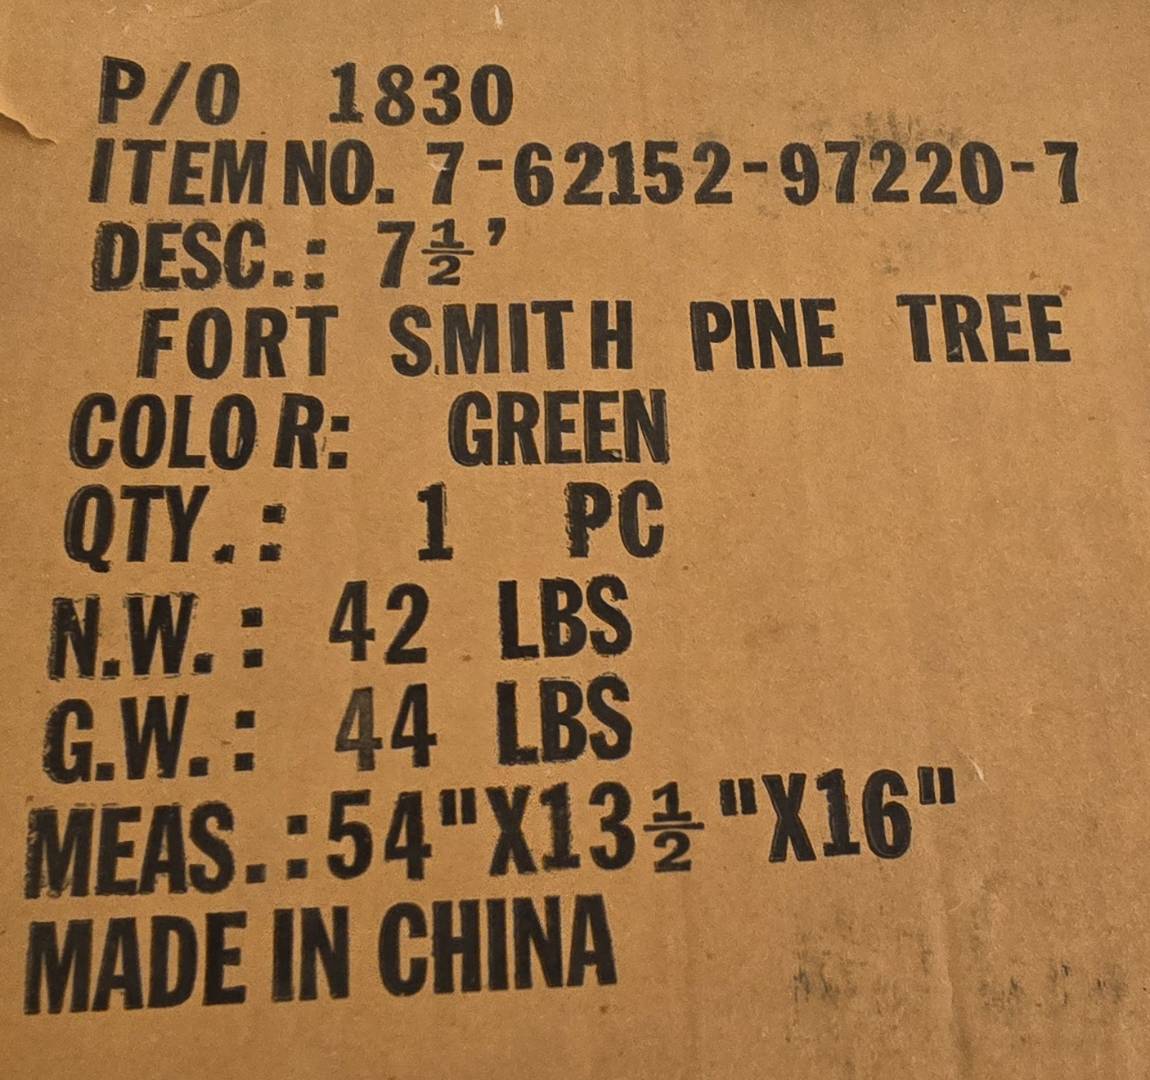 P/O 1830
ITEM NO. 7-62152-97220-7
DESC.: 7½'
FORT SMITH PINE TREE
COLOR: GREEN
QTY.: 1 PC
N.W.: 42 LBS
G.W.: 44 LBS
MEAS.: 54"X13½"X16"
MADE IN CHINA